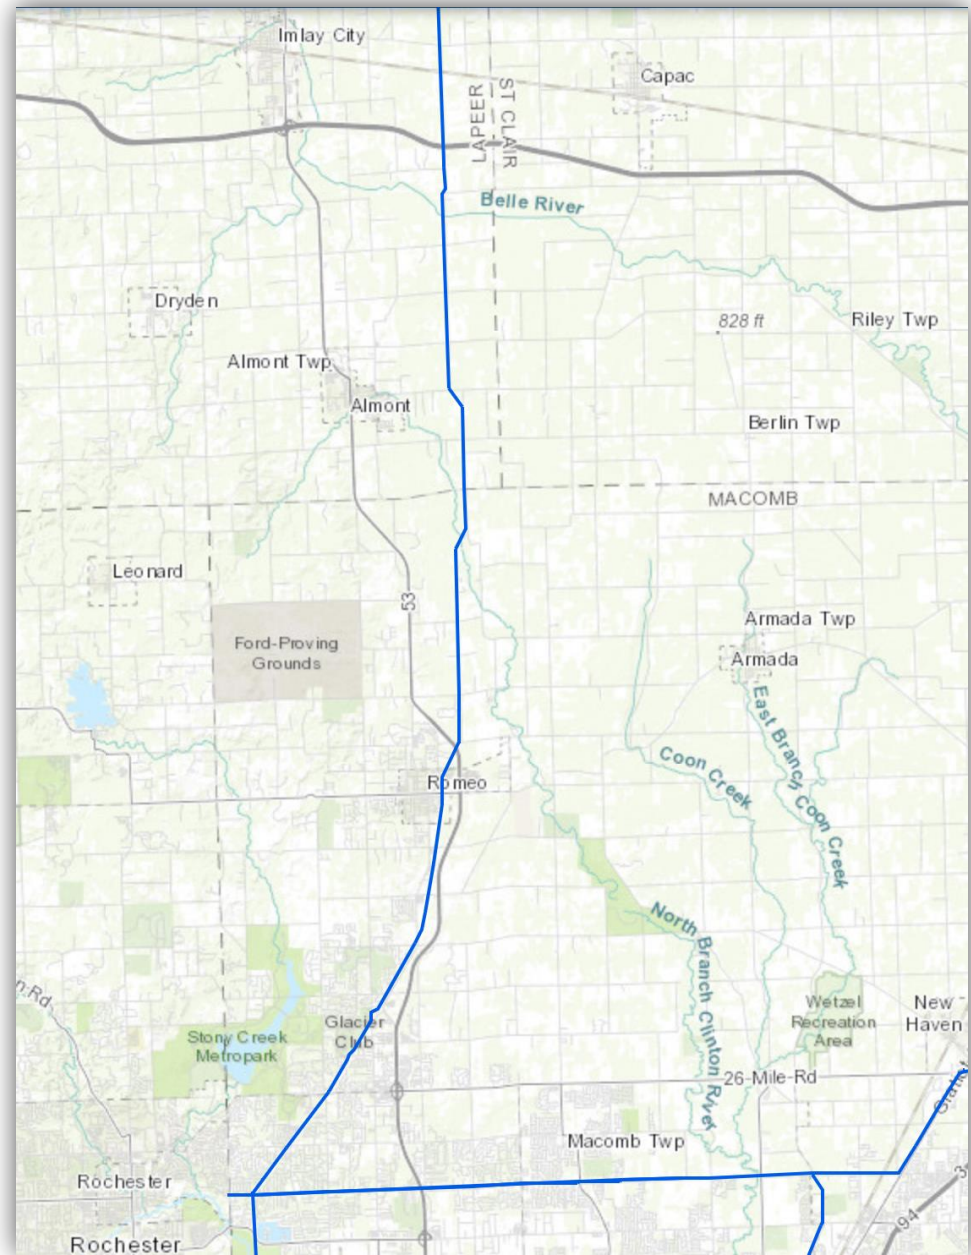 Imlay City
Capac
LAPEER
ST CLAIR
Belle River
Dryden
828 ft
Riley Twp
Almont Twp
Almont
Berlin Twp
MACOMB
Leonard
53
Armada Twp
Ford-Proving
Grounds
Armada
East Branch Coon Creek
Coon Creek
Romeo
North Branch Clinton River
n Rd
Wetzel
Recreation
Area
New
Haven
Glacier
Club
Stony Creek
Metropark
26-Mile-Rd
Macomb Twp
Rochester
94
Rochester